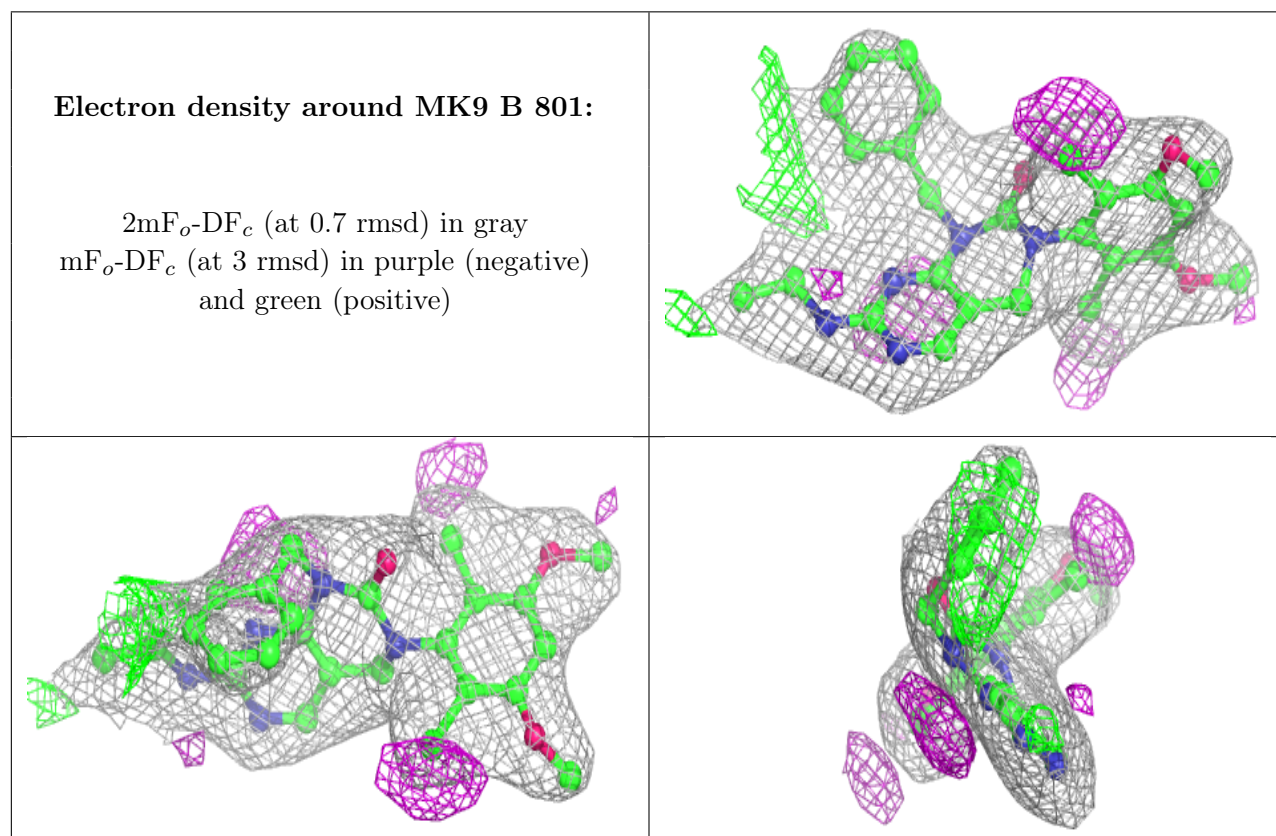 Electron density around MK9 B 801:
2mFₒ-DF𝒸 (at 0.7 rmsd) in gray
mFₒ-DF𝒸 (at 3 rmsd) in purple (negative)
and green (positive)